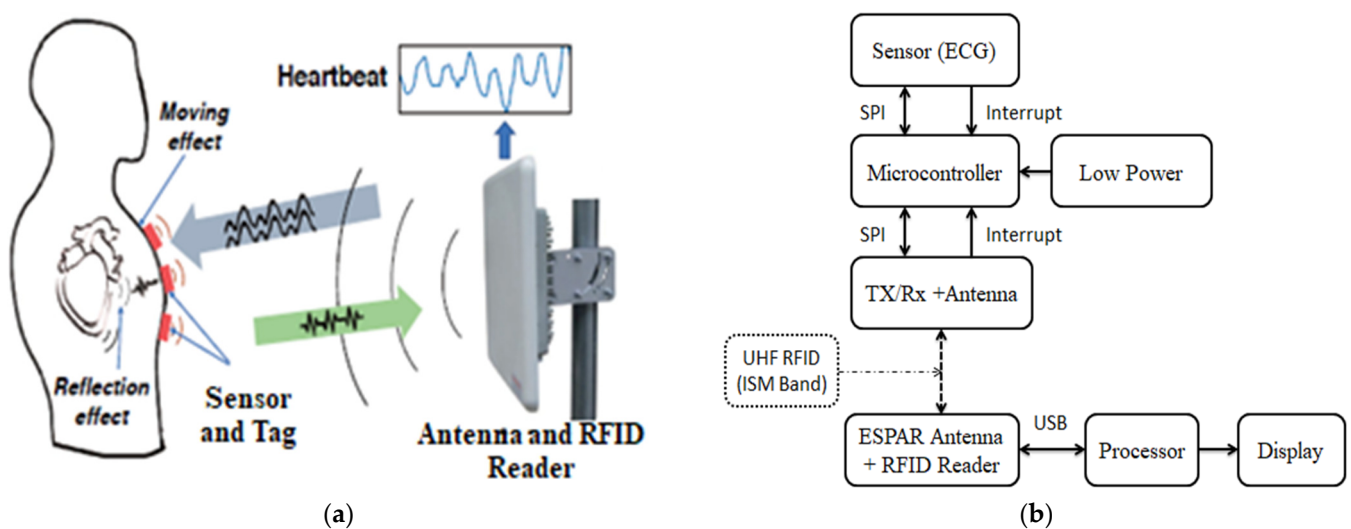 Heartbeat
Moving
effect
Reflection
effect
Sensor
and Tag
Antenna and RFID
Reader
(a)
Sensor (ECG)
SPI
Interrupt
Microcontroller
Low Power
SPI
Interrupt
TX/Rx +Antenna
UHF RFID
(ISM Band)
ESPAR Antenna
+ RFID Reader
USB
Processor
Display
(b)